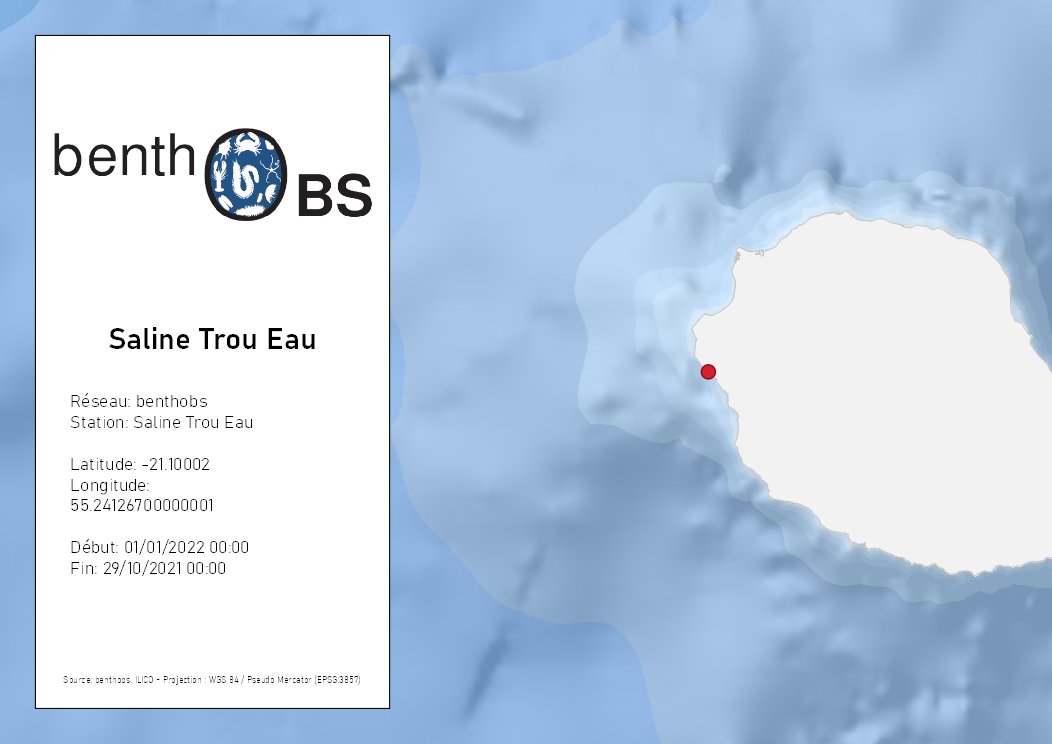 benthOBS
Saline Trou Eau
Réseau: benthobs
Station: Saline Trou Eau
Latitude: -21.10002
Longitude:
55.24126700000001
Début: 01/01/2022 00:00
Fin: 29/10/2021 00:00
Source: benthobs. ILICO - Projection : WGS 84 / Pseudo Mercator (EPSG:3857)